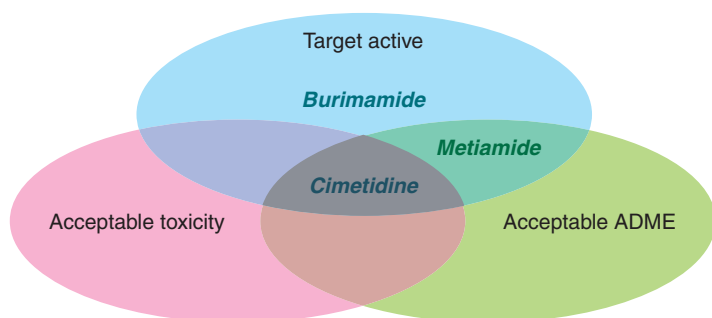 Target active
Burimamide
Metiamide
Cimetidine
Acceptable toxicity
Acceptable ADME